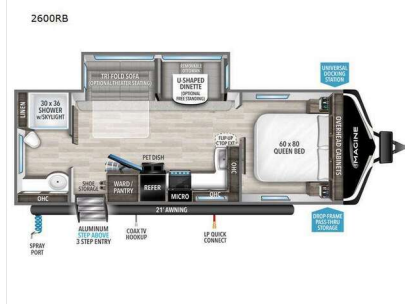 2600RB
UNIVERSAL
DOCKING
STATION
TRI FOLD SOFA
(THEATER SEATING OPTIONAL)
U-SHAPED
DINETTE
(OPTIONAL
FREE STANDING)
LINEN
30 x 36
SHOWER
w/SKYLIGHT
OVERHEAD CABINETS
IMAGINE
FLIP-UP
C'TOP EXT
60 x 80
QUEEN BED
PET DISH
OHC
SHOE
STORAGE
WARD /
PANTRY
REFER
MICRO
OHC
OHC
21' AWNING
DROP-FRAME
PASS-THRU
STORAGE
SPRAY
PORT
ALUMINUM
STEP ABOVE
3 STEP ENTRY
COAX TV
HOOKUP
LP QUICK
CONNECT